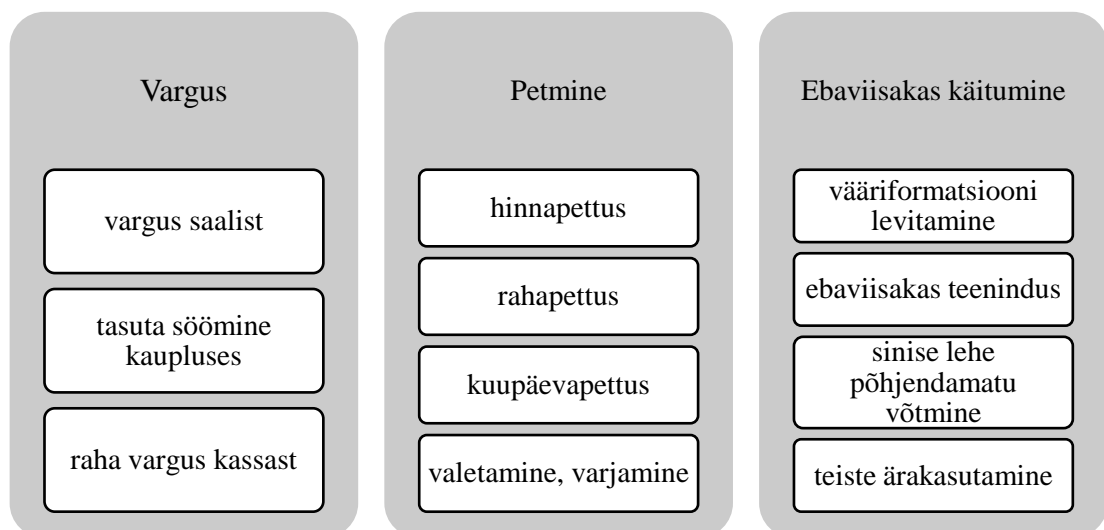 Vargus
vargus saalist
tasuta söömine
kaupluses
raha vargus kassast
Petmine
hinnapettus
rahapettus
kuupäevapettus
valetamine, varjamine
Ebaviisakas käitumine
vääriformatsiooni
levitamine
ebaviisakas teenindus
sinise lehe
põhjendamatu
võtmine
teiste ärakasutamine